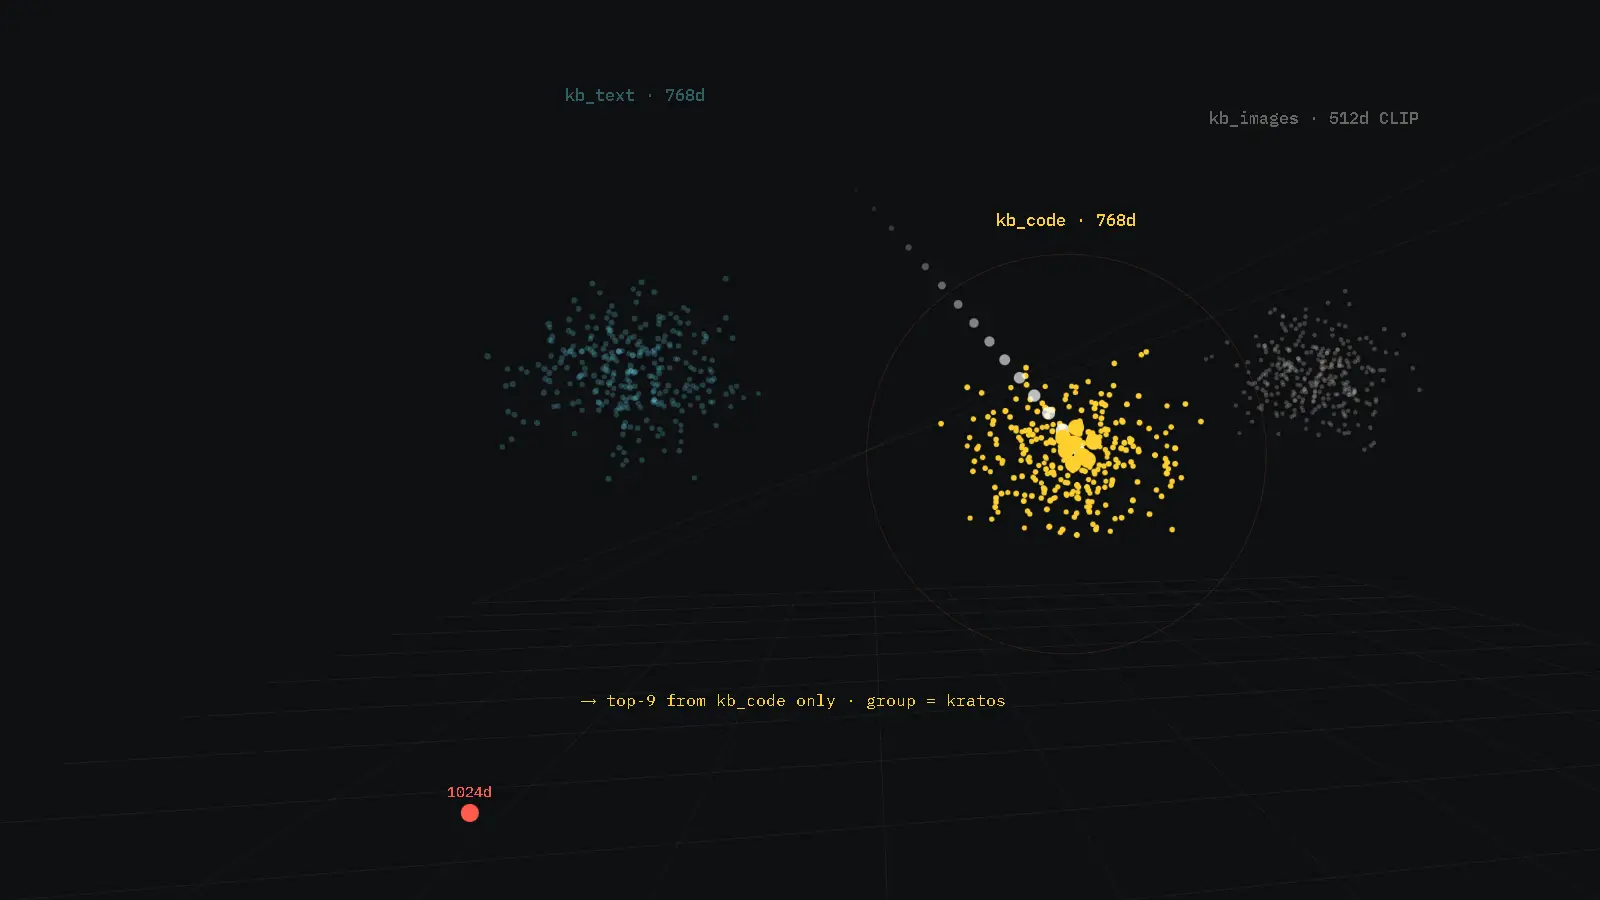 kb_text · 768d
kb_images · 512d CLIP
kb_code · 768d
→ top-9 from kb_code only · group = kratos
1024d